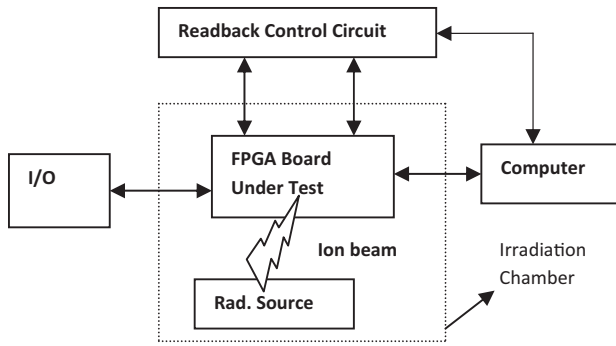 Readback Control Circuit
FPGA Board
Under Test
I/O
Computer
Ion beam
Irradiation
Chamber
Rad. Source